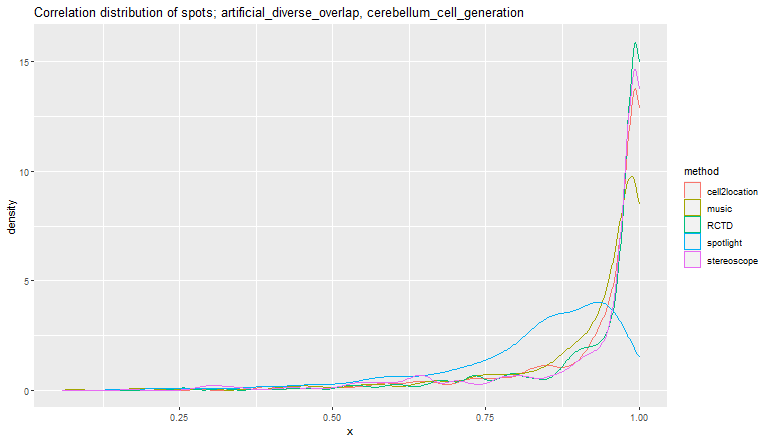 Correlation distribution of spots; artificial_diverse_overlap, cerebellum_cell_generation
15
10
5
0
density
0.25
0.50
0.75
1.00
x
method
cell2location
music
RCTD
spotlight
stereoscope